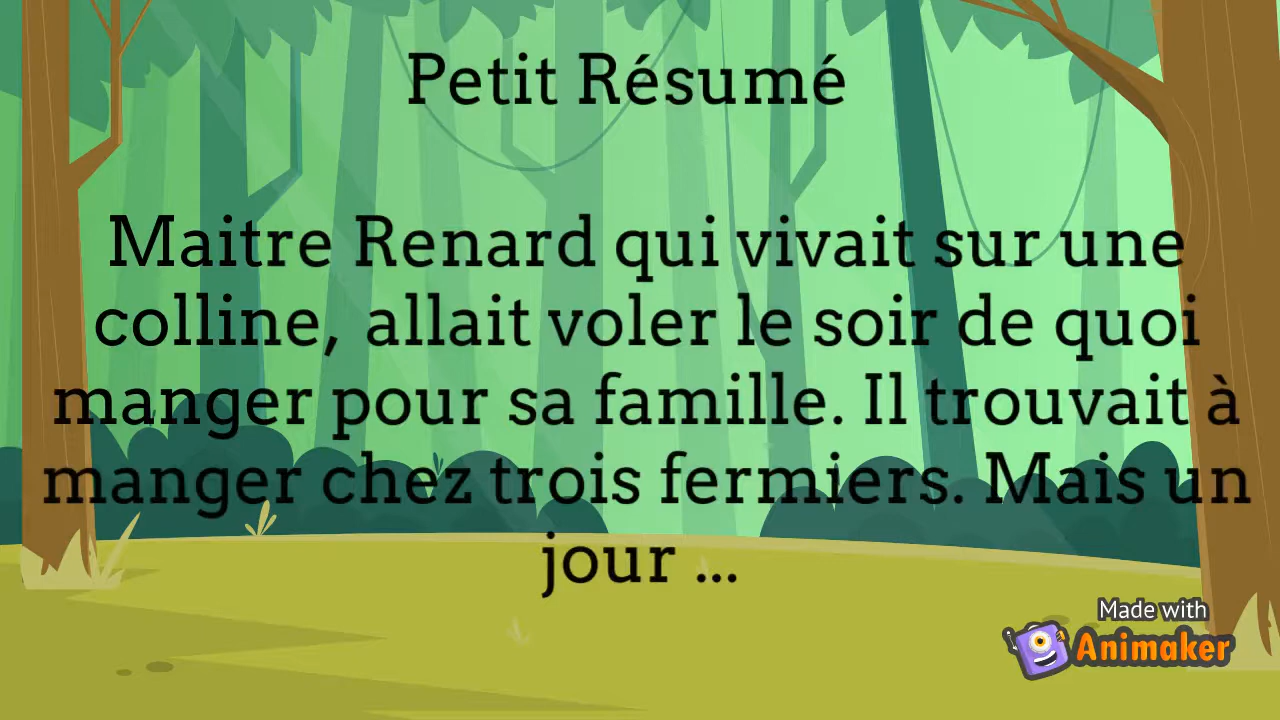 Petit Résumé
Maitre Renard qui vivait sur une
colline, allait voler le soir de quoi
manger pour sa famille. Il trouvait à
manger chez trois fermiers. Mais un
jour ...
Made with
Animaker